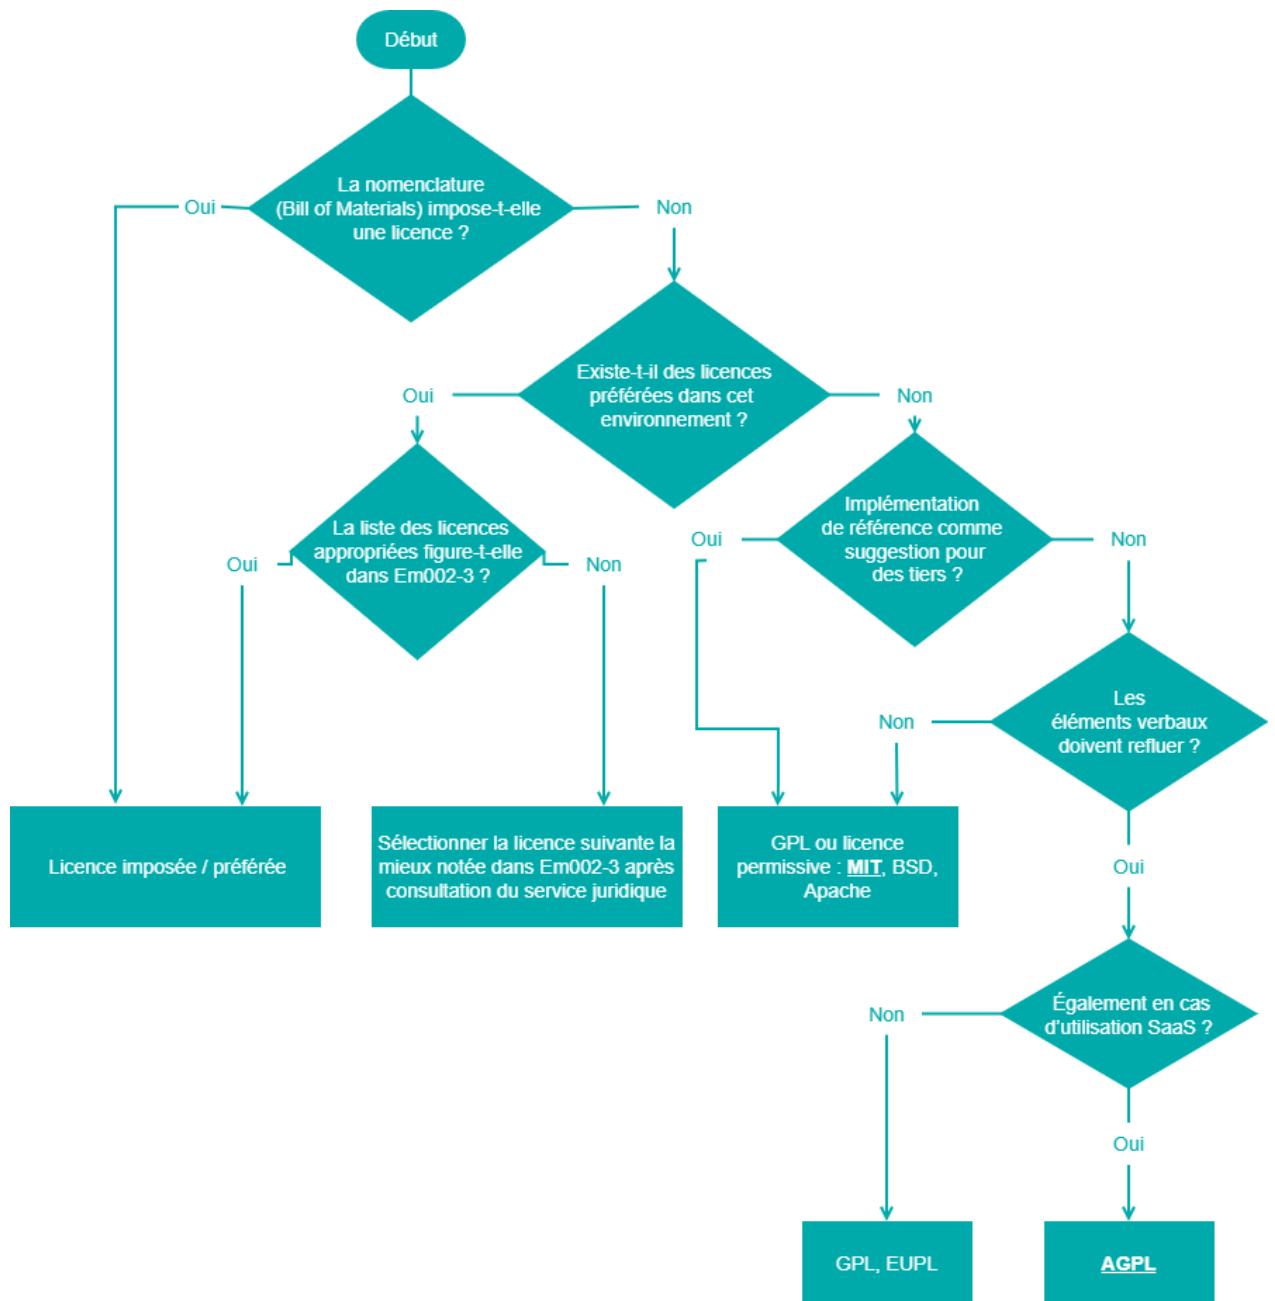 Début
La nomenclature
(Bill of Materials) impose-t-elle
une licence ?
Oui
Non
Existe-t-il des licences
préférées dans cet
environnement ?
Oui
Non
La liste des licences
appropriées figure-t-elle
dans Em002-3 ?
Oui
Non
Implémentation
de référence comme
suggestion pour
des tiers ?
Oui
Non
Les
éléments verbaux
doivent refluer ?
Non
Oui
Licence imposée / préférée
Sélectionner la licence suivante la
mieux notée dans Em002-3 après
consultation du service juridique
GPL ou licence
permissive : MIT, BSD,
Apache
Également en cas
d'utilisation SaaS ?
Non
Oui
GPL, EUPL
AGPL